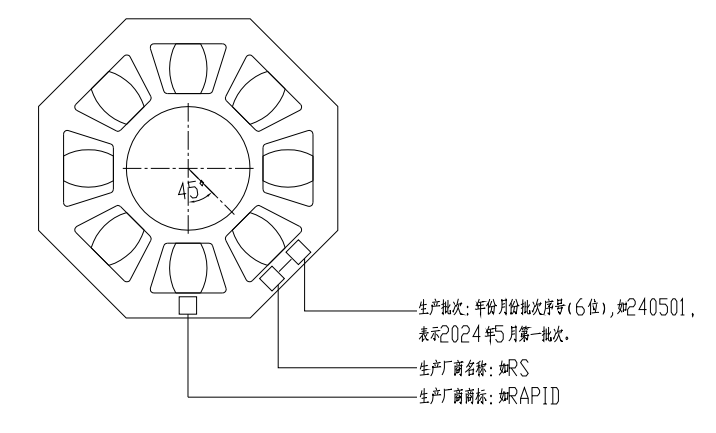 45°
生产批次：年份月份批次序号(6位)，如240501，
表示2024年5月第一批次。
生产厂商名称：如RS
生产厂商商标：如RAPID